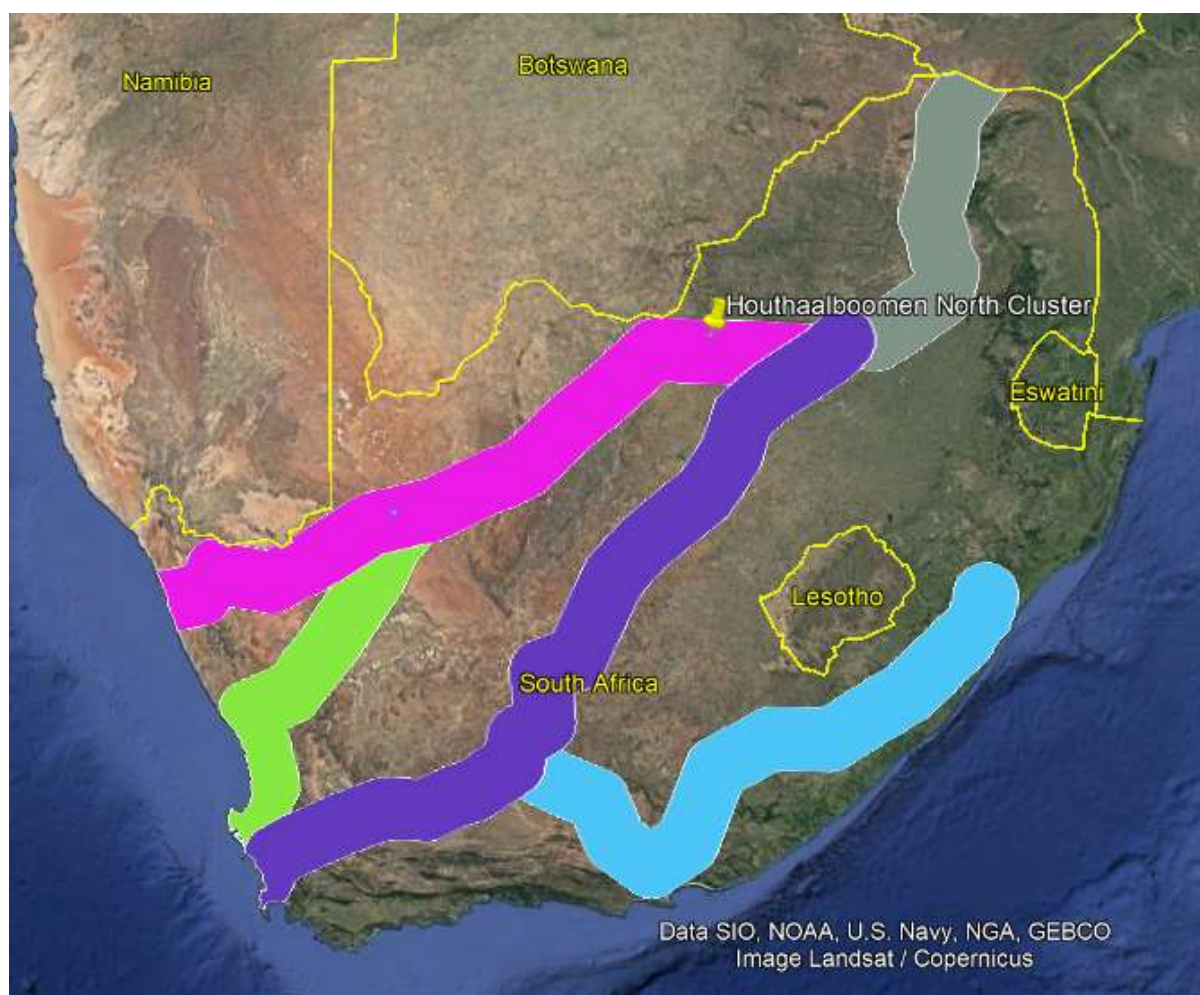 Botswana
Namibia
Houthaalboomen North Cluster
Eswatini
Lesotho
South Africa
Data SIO, NOAA, U.S. Navy, NGA, GEBCO
Image Landsat / Copernicus